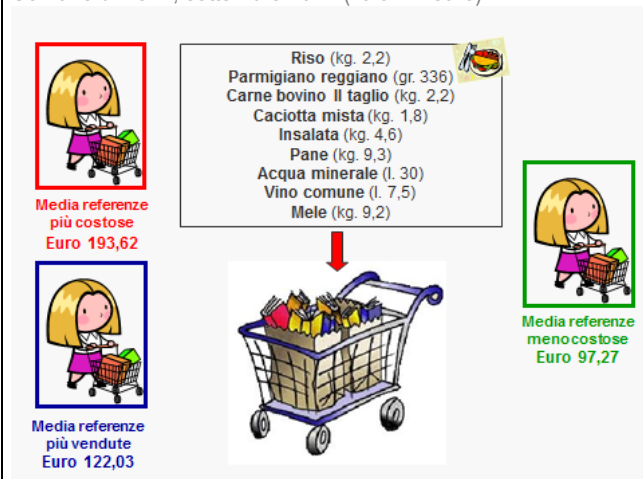 Riso (kg. 2,2)
Parmigiano reggiano (gr. 336)
Carne bovino II taglio (kg. 2,2)
Caciotta mista (kg. 1,8)
Insalata (kg. 4,6)
Pane (kg. 9,3)
Acqua minerale (l. 30)
Vino comune (l. 7,5)
Mele (kg. 9,2)
Media referenze
più costose
Euro 193,62
Media referenze
più vendute
Euro 122,03
Media referenze
meno costose
Euro 97,27